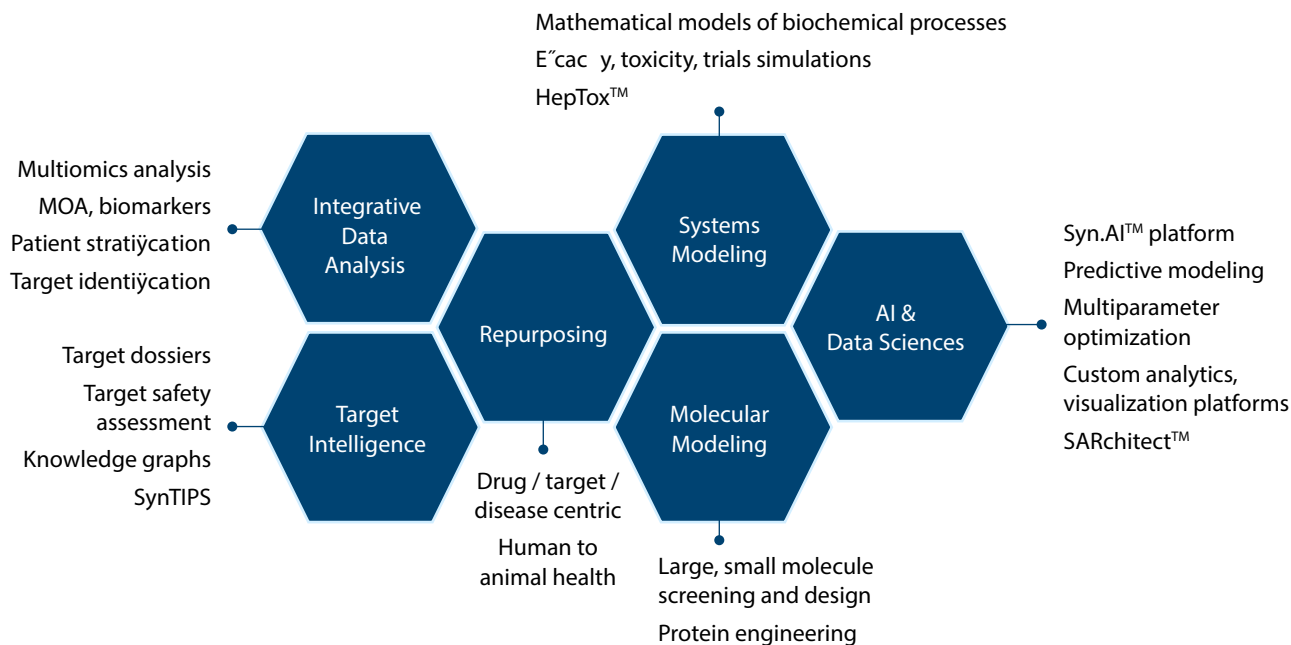 Mathematical models of biochemical processes
E˝cac y, toxicity, trials simulations
HepTox™
Multiomics analysis
MOA, biomarkers
Patient stratiÿcation
Target identiÿcation
Integrative
Data
Analysis
Systems
Modeling
Syn.AI™ platform
Predictive modeling
Multiparameter
optimization
Custom analytics,
visualization platforms
SARchitect™
Repurposing
AI &
Data Sciences
Target dossiers
Target safety
assessment
Knowledge graphs
SynTIPS
Target
Intelligence
Molecular
Modeling
Drug / target /
disease centric
Human to
animal health
Large, small molecule
screening and design
Protein engineering